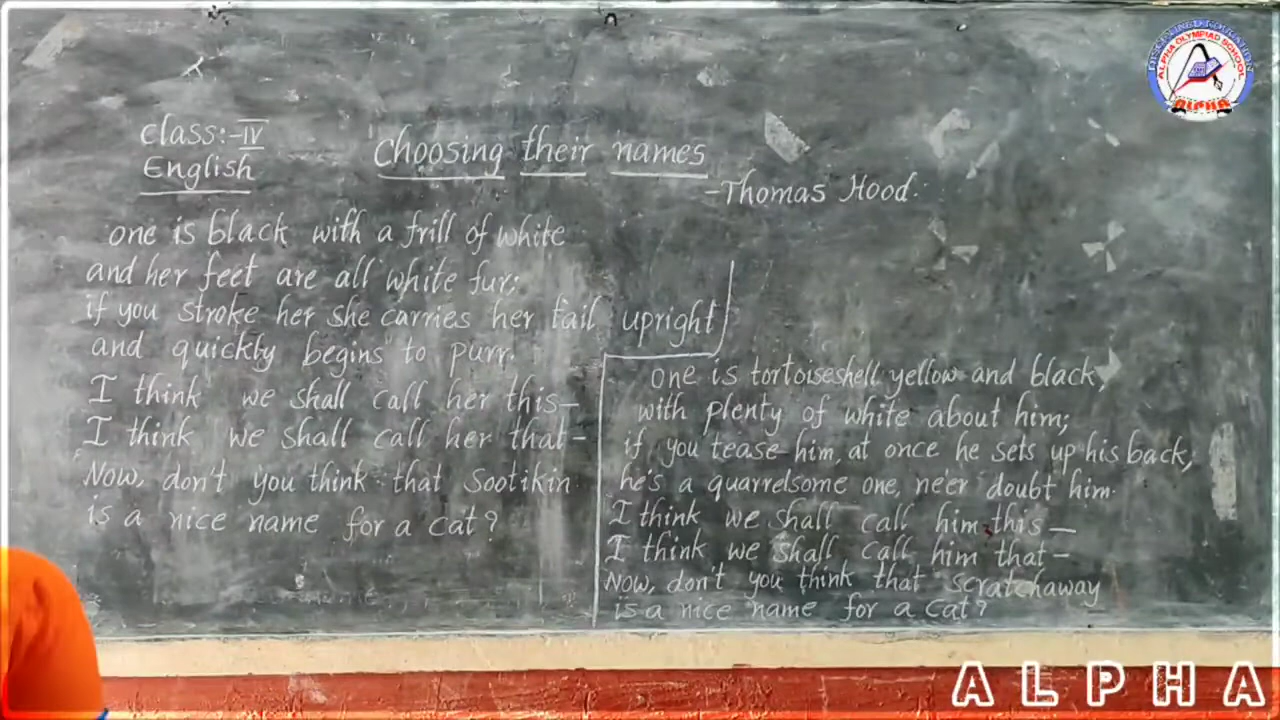 class:-IV
English
Choosing their names
-Thomas Hood.
one is black with a frill of white
and her feet are all white fur;
if you stroke her she carries her tail upright
and quickly begins to purr.
I think we shall call her this-
I think we shall call her that-
Now, don't you think that Sootikin
is a nice name for a cat?
one is tortoiseshell yellow and black,
with plenty of white about him;
if you tease him, at once he sets up his back,
he's a quarrelsome one, ne'er doubt him.
I think we shall call him this-
I think we shall call him that-
Now, don't you think that scratchaway
is a nice name for a cat?
ALPHA OLYMPIAD SCHOOL
ALPHA
ALPHA